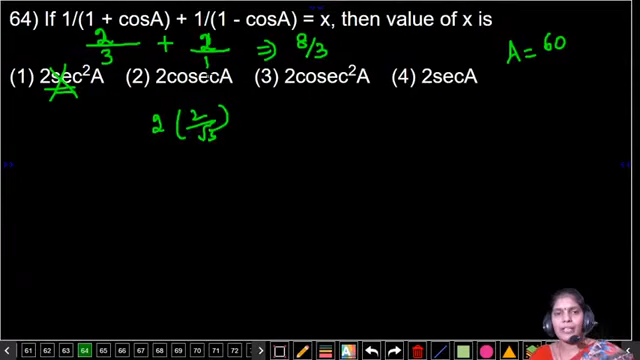 64) If 1/(1 + cosA) + 1/(1 - cosA) = x, then value of x is
2/3 + 2/1 ⇒ 8/3
A = 60
(1) 2sec²A (2) 2cosecA (3) 2cosec²A (4) 2secA
2 (2/√3)
61 62 63 64 65 66 67 68 69 70 71 72 7